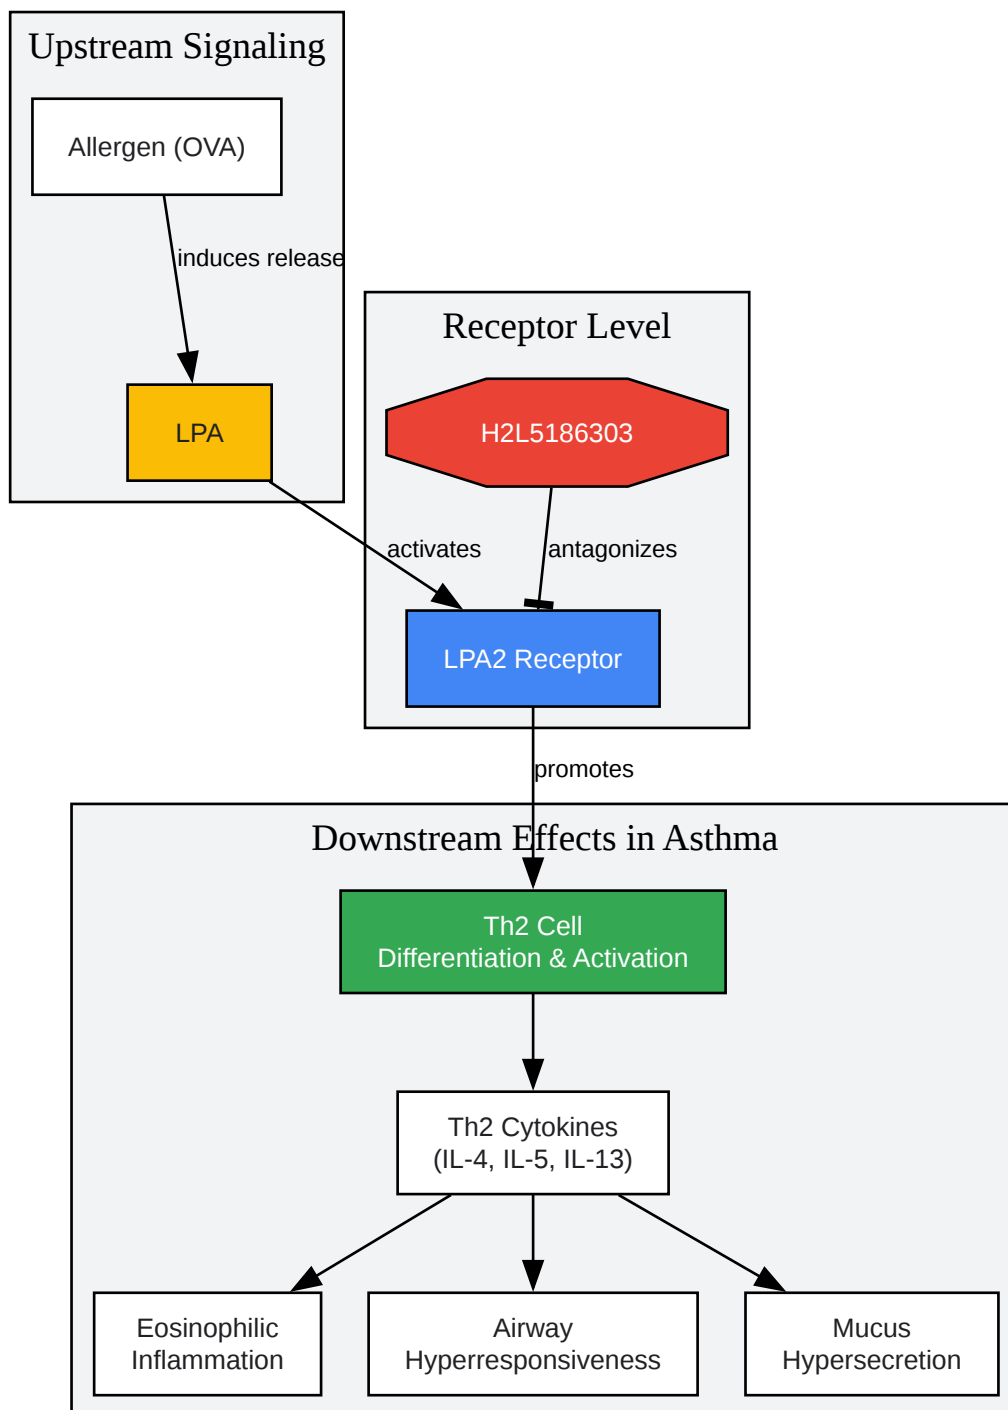 Upstream Signaling
Allergen (OVA)
induces release
LPA
Receptor Level
H2L5186303
activates
antagonizes
LPA2 Receptor
promotes
Downstream Effects in Asthma
Th2 Cell
Differentiation & Activation
Th2 Cytokines
(IL-4, IL-5, IL-13)
Eosinophilic
Inflammation
Airway
Hyperresponsiveness
Mucus
Hypersecretion